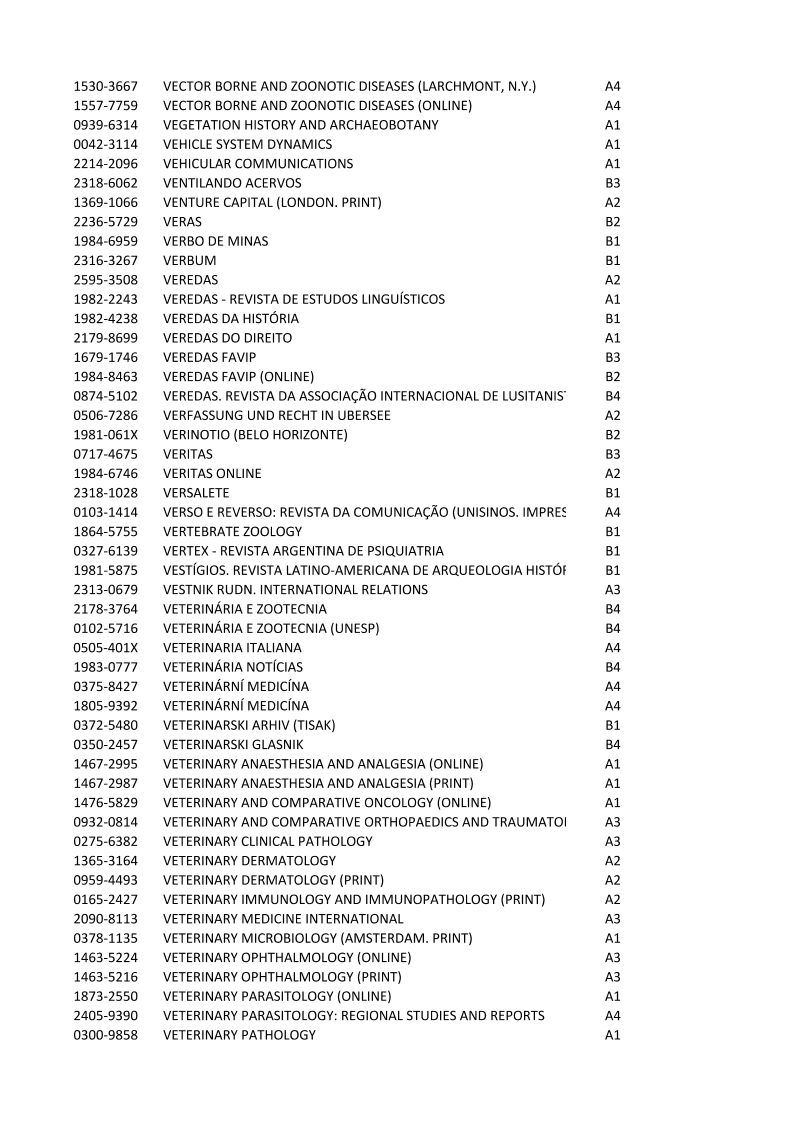 1530-3667 VECTOR BORNE AND ZOONOTIC DISEASES (LARCHMONT, N.Y.) A4
1557-7759 VECTOR BORNE AND ZOONOTIC DISEASES (ONLINE) A4
0939-6314 VEGETATION HISTORY AND ARCHAEOBOTANY A1
0042-3114 VEHICLE SYSTEM DYNAMICS A1
2214-2096 VEHICULAR COMMUNICATIONS A1
2318-6062 VENTILANDO ACERVOS B3
1369-1066 VENTURE CAPITAL (LONDON. PRINT) A2
2236-5729 VERAS B2
1984-6959 VERBO DE MINAS B1
2316-3267 VERBUM B1
2595-3508 VEREDAS A2
1982-2243 VEREDAS - REVISTA DE ESTUDOS LINGUÍSTICOS A1
1982-4238 VEREDAS DA HISTÓRIA B1
2179-8699 VEREDAS DO DIREITO A1
1679-1746 VEREDAS FAVIP B3
1984-8463 VEREDAS FAVIP (ONLINE) B2
0874-5102 VEREDAS. REVISTA DA ASSOCIAÇÃO INTERNACIONAL DE LUSITANIST B4
0506-7286 VERFASSUNG UND RECHT IN UBERSEE A2
1981-061X VERINOTIO (BELO HORIZONTE) B2
0717-4675 VERITAS B3
1984-6746 VERITAS ONLINE A2
2318-1028 VERSALETE B1
0103-1414 VERSO E REVERSO: REVISTA DA COMUNICAÇÃO (UNISINOS. IMPRES A4
1864-5755 VERTEBRATE ZOOLOGY B1
0327-6139 VERTEX - REVISTA ARGENTINA DE PSIQUIATRIA B1
1981-5875 VESTÍGIOS. REVISTA LATINO-AMERICANA DE ARQUEOLOGIA HISTÓR B1
2313-0679 VESTNIK RUDN. INTERNATIONAL RELATIONS A3
2178-3764 VETERINÁRIA E ZOOTECNIA B4
0102-5716 VETERINÁRIA E ZOOTECNIA (UNESP) B4
0505-401X VETERINARIA ITALIANA A4
1983-0777 VETERINÁRIA NOTÍCIAS B4
0375-8427 VETERINÁRNÍ MEDICÍNA A4
1805-9392 VETERINÁRNÍ MEDICÍNA A4
0372-5480 VETERINARSKI ARHIV (TISAK) B1
0350-2457 VETERINARSKI GLASNIK B4
1467-2995 VETERINARY ANAESTHESIA AND ANALGESIA (ONLINE) A1
1467-2987 VETERINARY ANAESTHESIA AND ANALGESIA (PRINT) A1
1476-5829 VETERINARY AND COMPARATIVE ONCOLOGY (ONLINE) A1
0932-0814 VETERINARY AND COMPARATIVE ORTHOPAEDICS AND TRAUMATOL A3
0275-6382 VETERINARY CLINICAL PATHOLOGY A3
1365-3164 VETERINARY DERMATOLOGY A2
0959-4493 VETERINARY DERMATOLOGY (PRINT) A2
0165-2427 VETERINARY IMMUNOLOGY AND IMMUNOPATHOLOGY (PRINT) A2
2090-8113 VETERINARY MEDICINE INTERNATIONAL A3
0378-1135 VETERINARY MICROBIOLOGY (AMSTERDAM. PRINT) A1
1463-5224 VETERINARY OPHTHALMOLOGY (ONLINE) A3
1463-5216 VETERINARY OPHTHALMOLOGY (PRINT) A3
1873-2550 VETERINARY PARASITOLOGY (ONLINE) A1
2405-9390 VETERINARY PARASITOLOGY: REGIONAL STUDIES AND REPORTS A4
0300-9858 VETERINARY PATHOLOGY A1